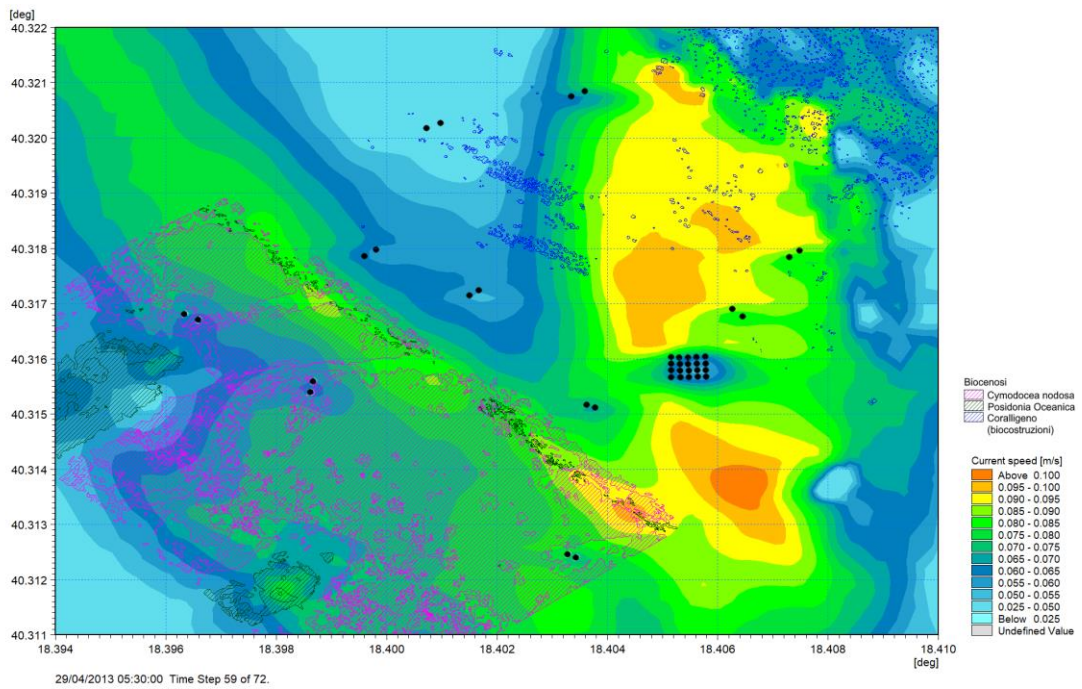 [deg]
40.322
40.321
40.320
40.319
40.318
40.317
40.316
40.315
40.314
40.313
40.312
40.311
18.394 18.396 18.398 18.400 18.402 18.404 18.406 18.408 18.410
[deg]
29/04/2013 05:30:00 Time Step 59 of 72.
Biocenosi
Cymodocea nodosa
Posidonia Oceanica
Coralligeno
(biocostruzioni)
Current speed [m/s]
Above 0.100
0.095 - 0.100
0.090 - 0.095
0.085 - 0.090
0.080 - 0.085
0.075 - 0.080
0.070 - 0.075
0.065 - 0.070
0.060 - 0.065
0.055 - 0.060
0.050 - 0.055
0.025 - 0.050
Below 0.025
Undefined Value